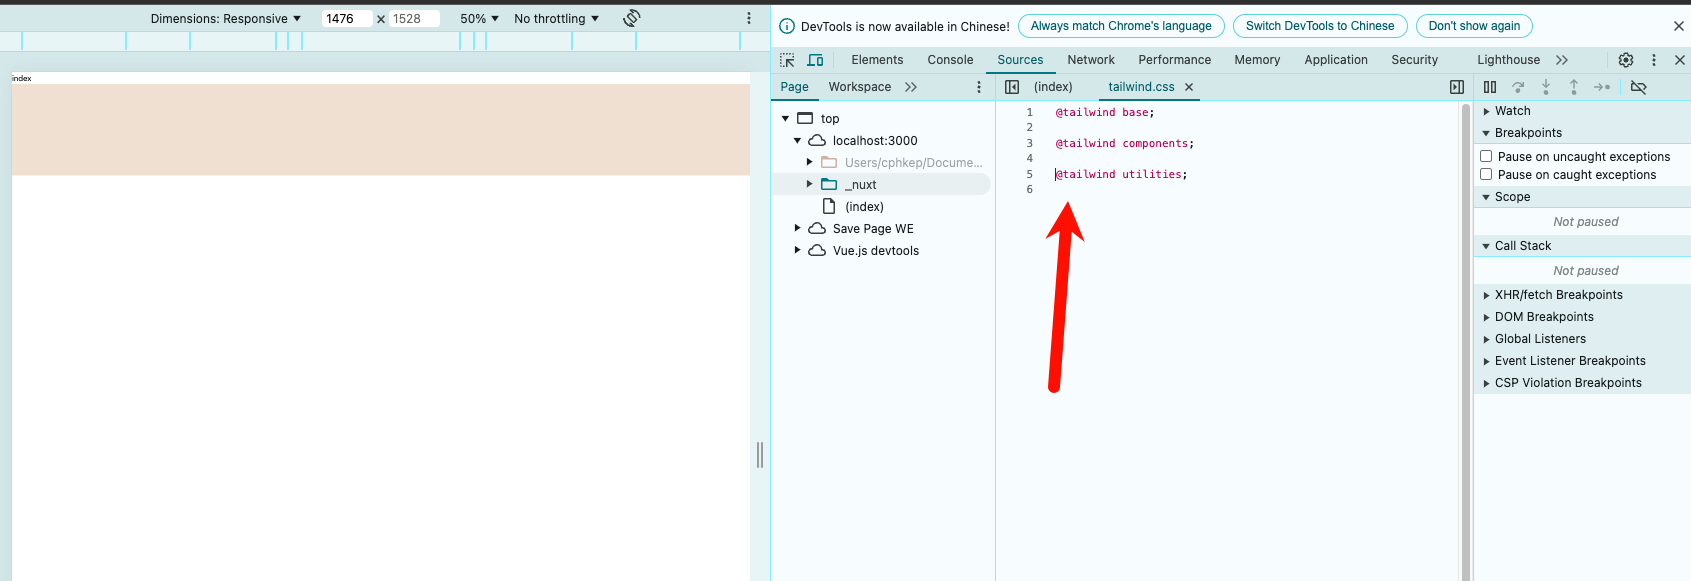 Dimensions: Responsive 1476 × 1528 50% No throttling
index
DevTools is now available in Chinese! Always match Chrome's language Switch DevTools to Chinese Don't show again
Elements Console Sources Network Performance Memory Application Security Lighthouse
Page Workspace
(index) tailwind.css
top
localhost:3000
Users/cphkep/Docume...
_nuxt
(index)
Save Page WE
Vue.js devtools
1 @tailwind base;
2
3 @tailwind components;
4
5 @tailwind utilities;
6
Watch
Breakpoints
Pause on uncaught exceptions
Pause on caught exceptions
Scope
Not paused
Call Stack
Not paused
XHR/fetch Breakpoints
DOM Breakpoints
Global Listeners
Event Listener Breakpoints
CSP Violation Breakpoints